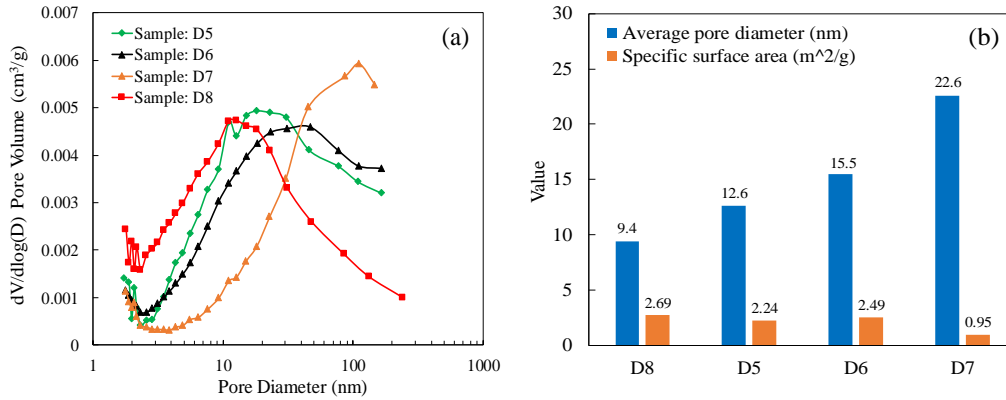 (a)
Sample: D5
Sample: D6
Sample: D7
Sample: D8
dV/dlog(D) Pore Volume (cm³/g)
0.007
0.006
0.005
0.004
0.003
0.002
0.001
0
1
10
100
1000
Pore Diameter (nm)
(b)
Average pore diameter (nm)
Specific surface area (m^2/g)
Value
30
25
20
15
10
5
0
9.4
2.69
12.6
2.24
15.5
2.49
22.6
0.95
D8
D5
D6
D7